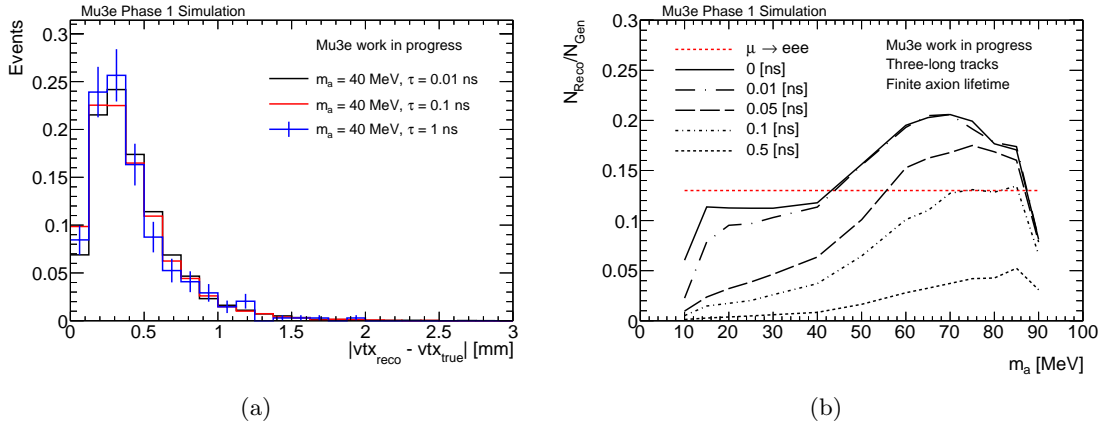 Mu3e Phase 1 Simulation
Events
0.3
0.25
0.2
0.15
0.1
0.05
0
Mu3e work in progress
m_a = 40 MeV, τ = 0.01 ns
m_a = 40 MeV, τ = 0.1 ns
m_a = 40 MeV, τ = 1 ns
0 0.5 1 1.5 2 2.5 3
|vtx_reco - vtx_true| [mm]
(a)
Mu3e Phase 1 Simulation
N_Reco/N_Gen
0.3
0.25
0.2
0.15
0.1
0.05
0
μ → eee
0 [ns]
0.01 [ns]
0.05 [ns]
0.1 [ns]
0.5 [ns]
Mu3e work in progress
Three-long tracks
Finite axion lifetime
0 10 20 30 40 50 60 70 80 90 100
m_a [MeV]
(b)